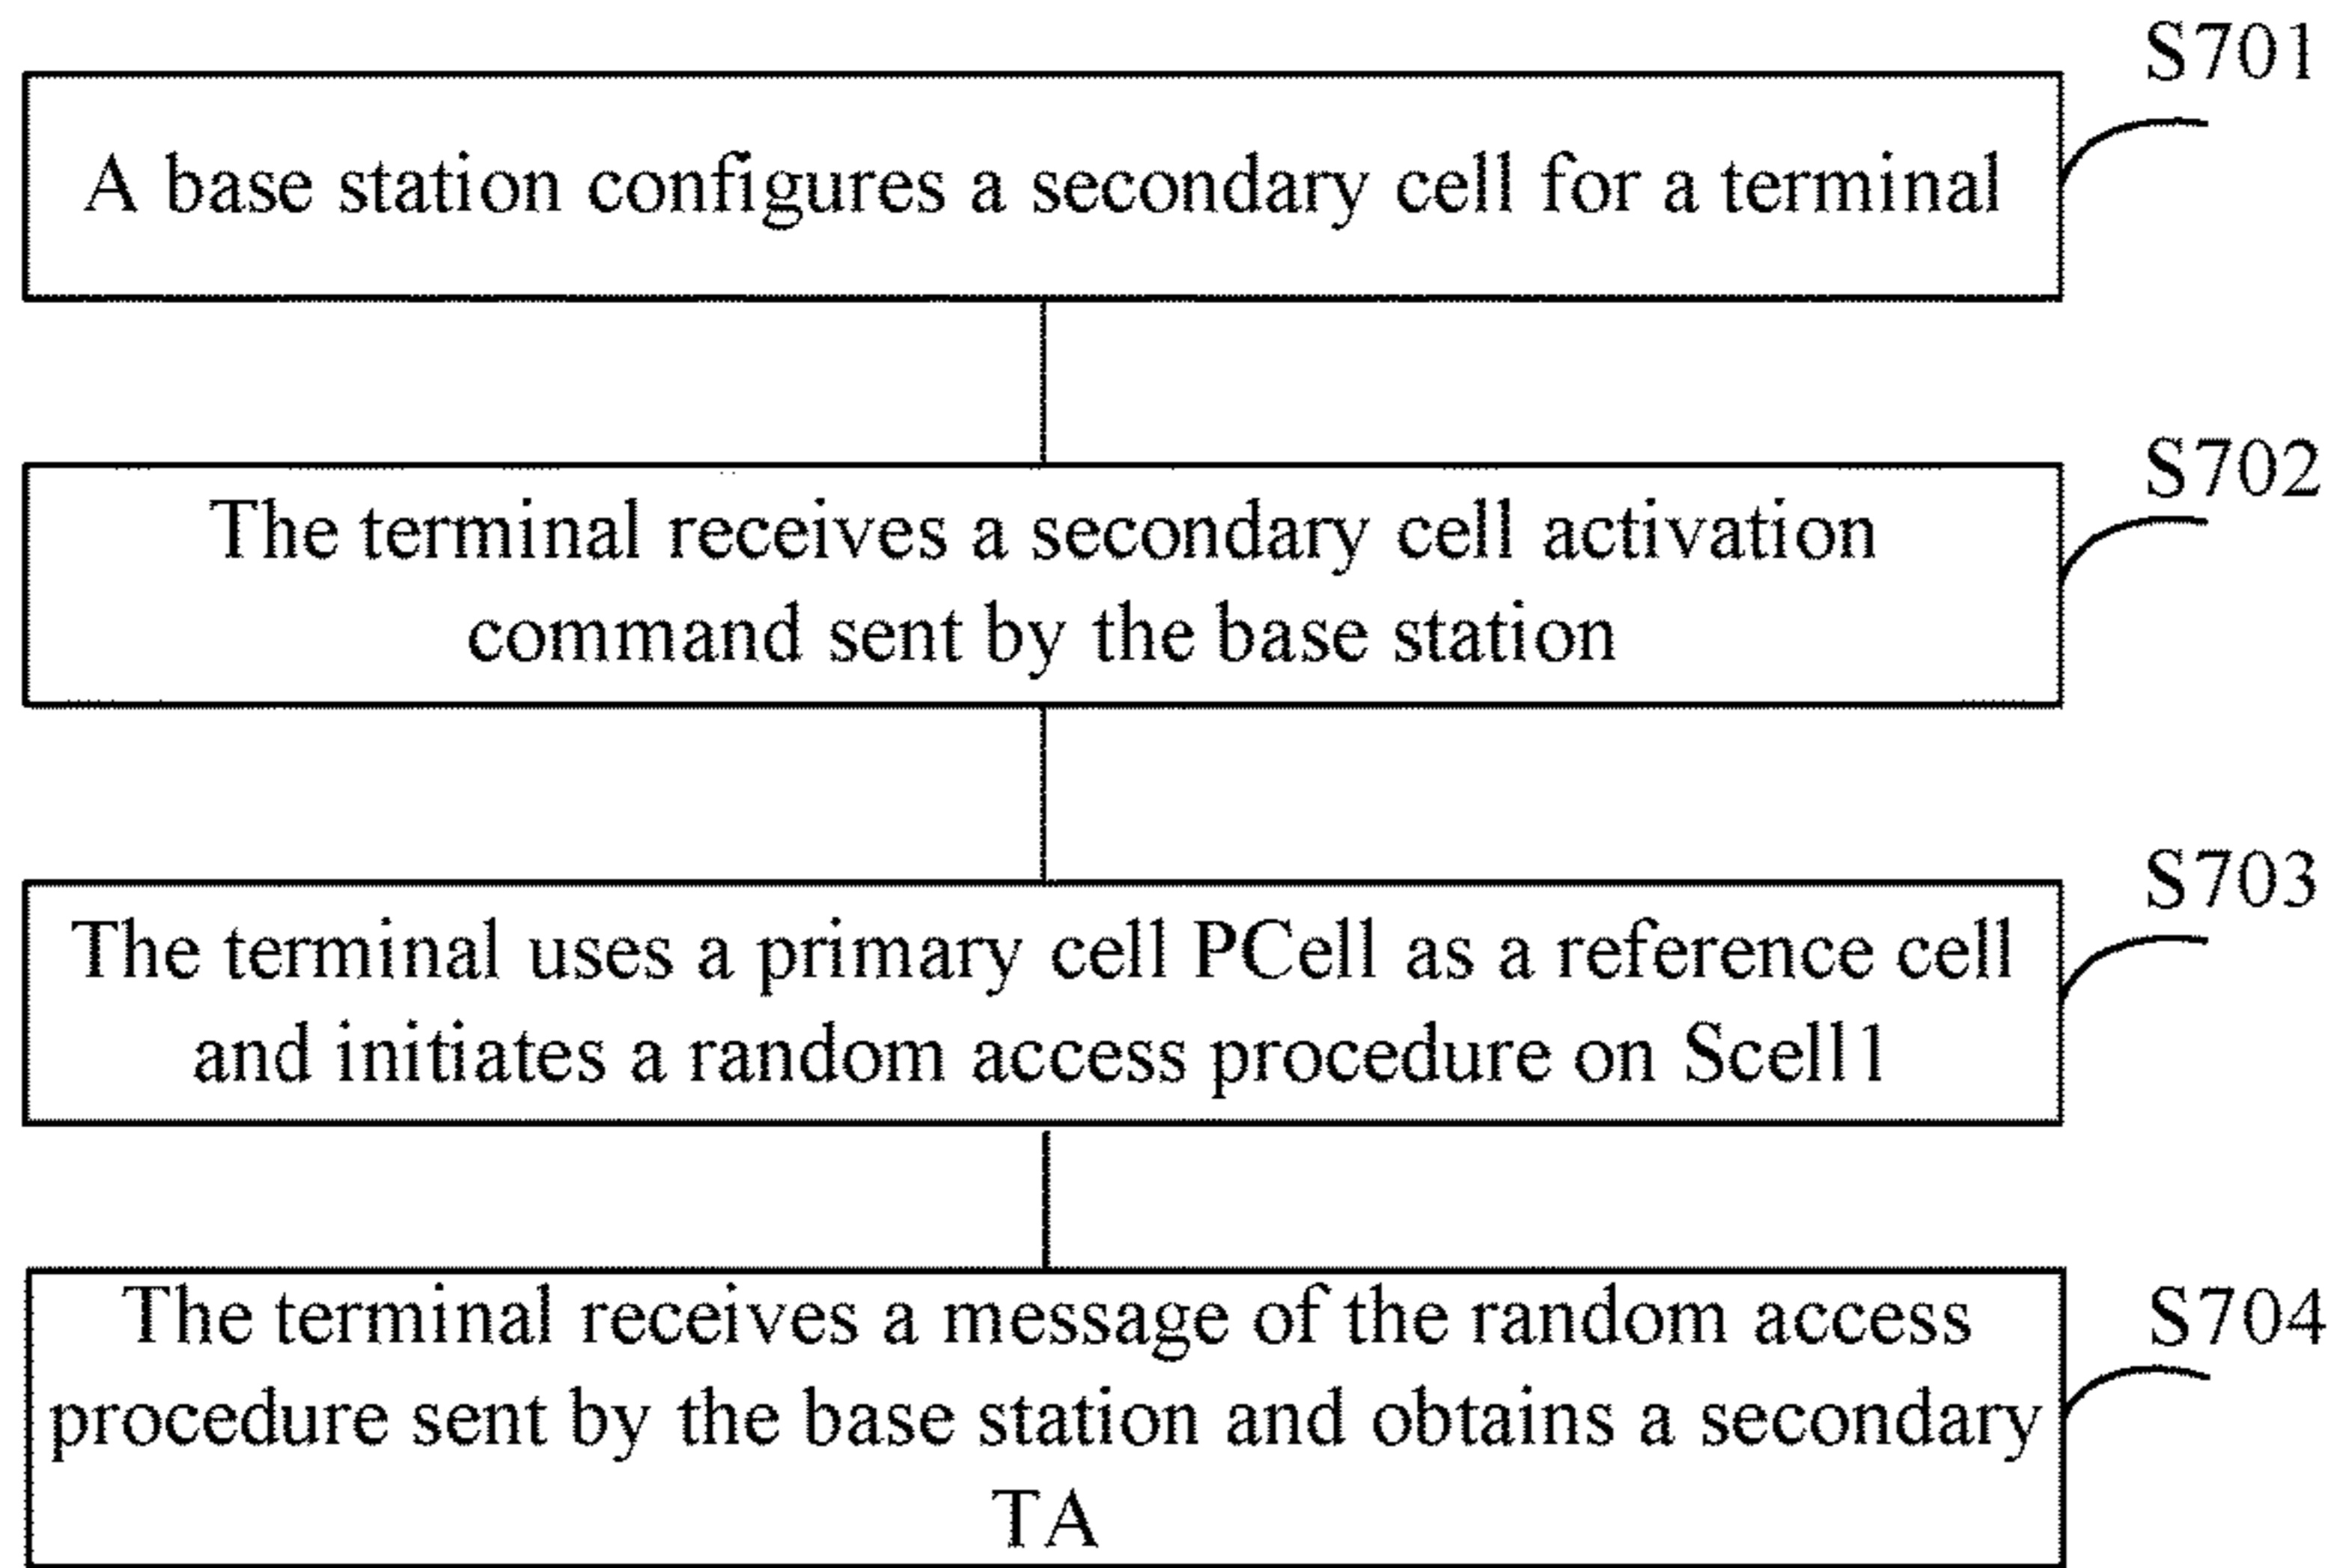 S701
A base station configures a secondary cell for a terminal
S702
The terminal receives a secondary cell activation
command sent by the base station
S703
The terminal uses a primary cell PCell as a reference cell
and initiates a random access procedure on Scell1
S704
The terminal receives a message of the random access
procedure sent by the base station and obtains a secondary
TA